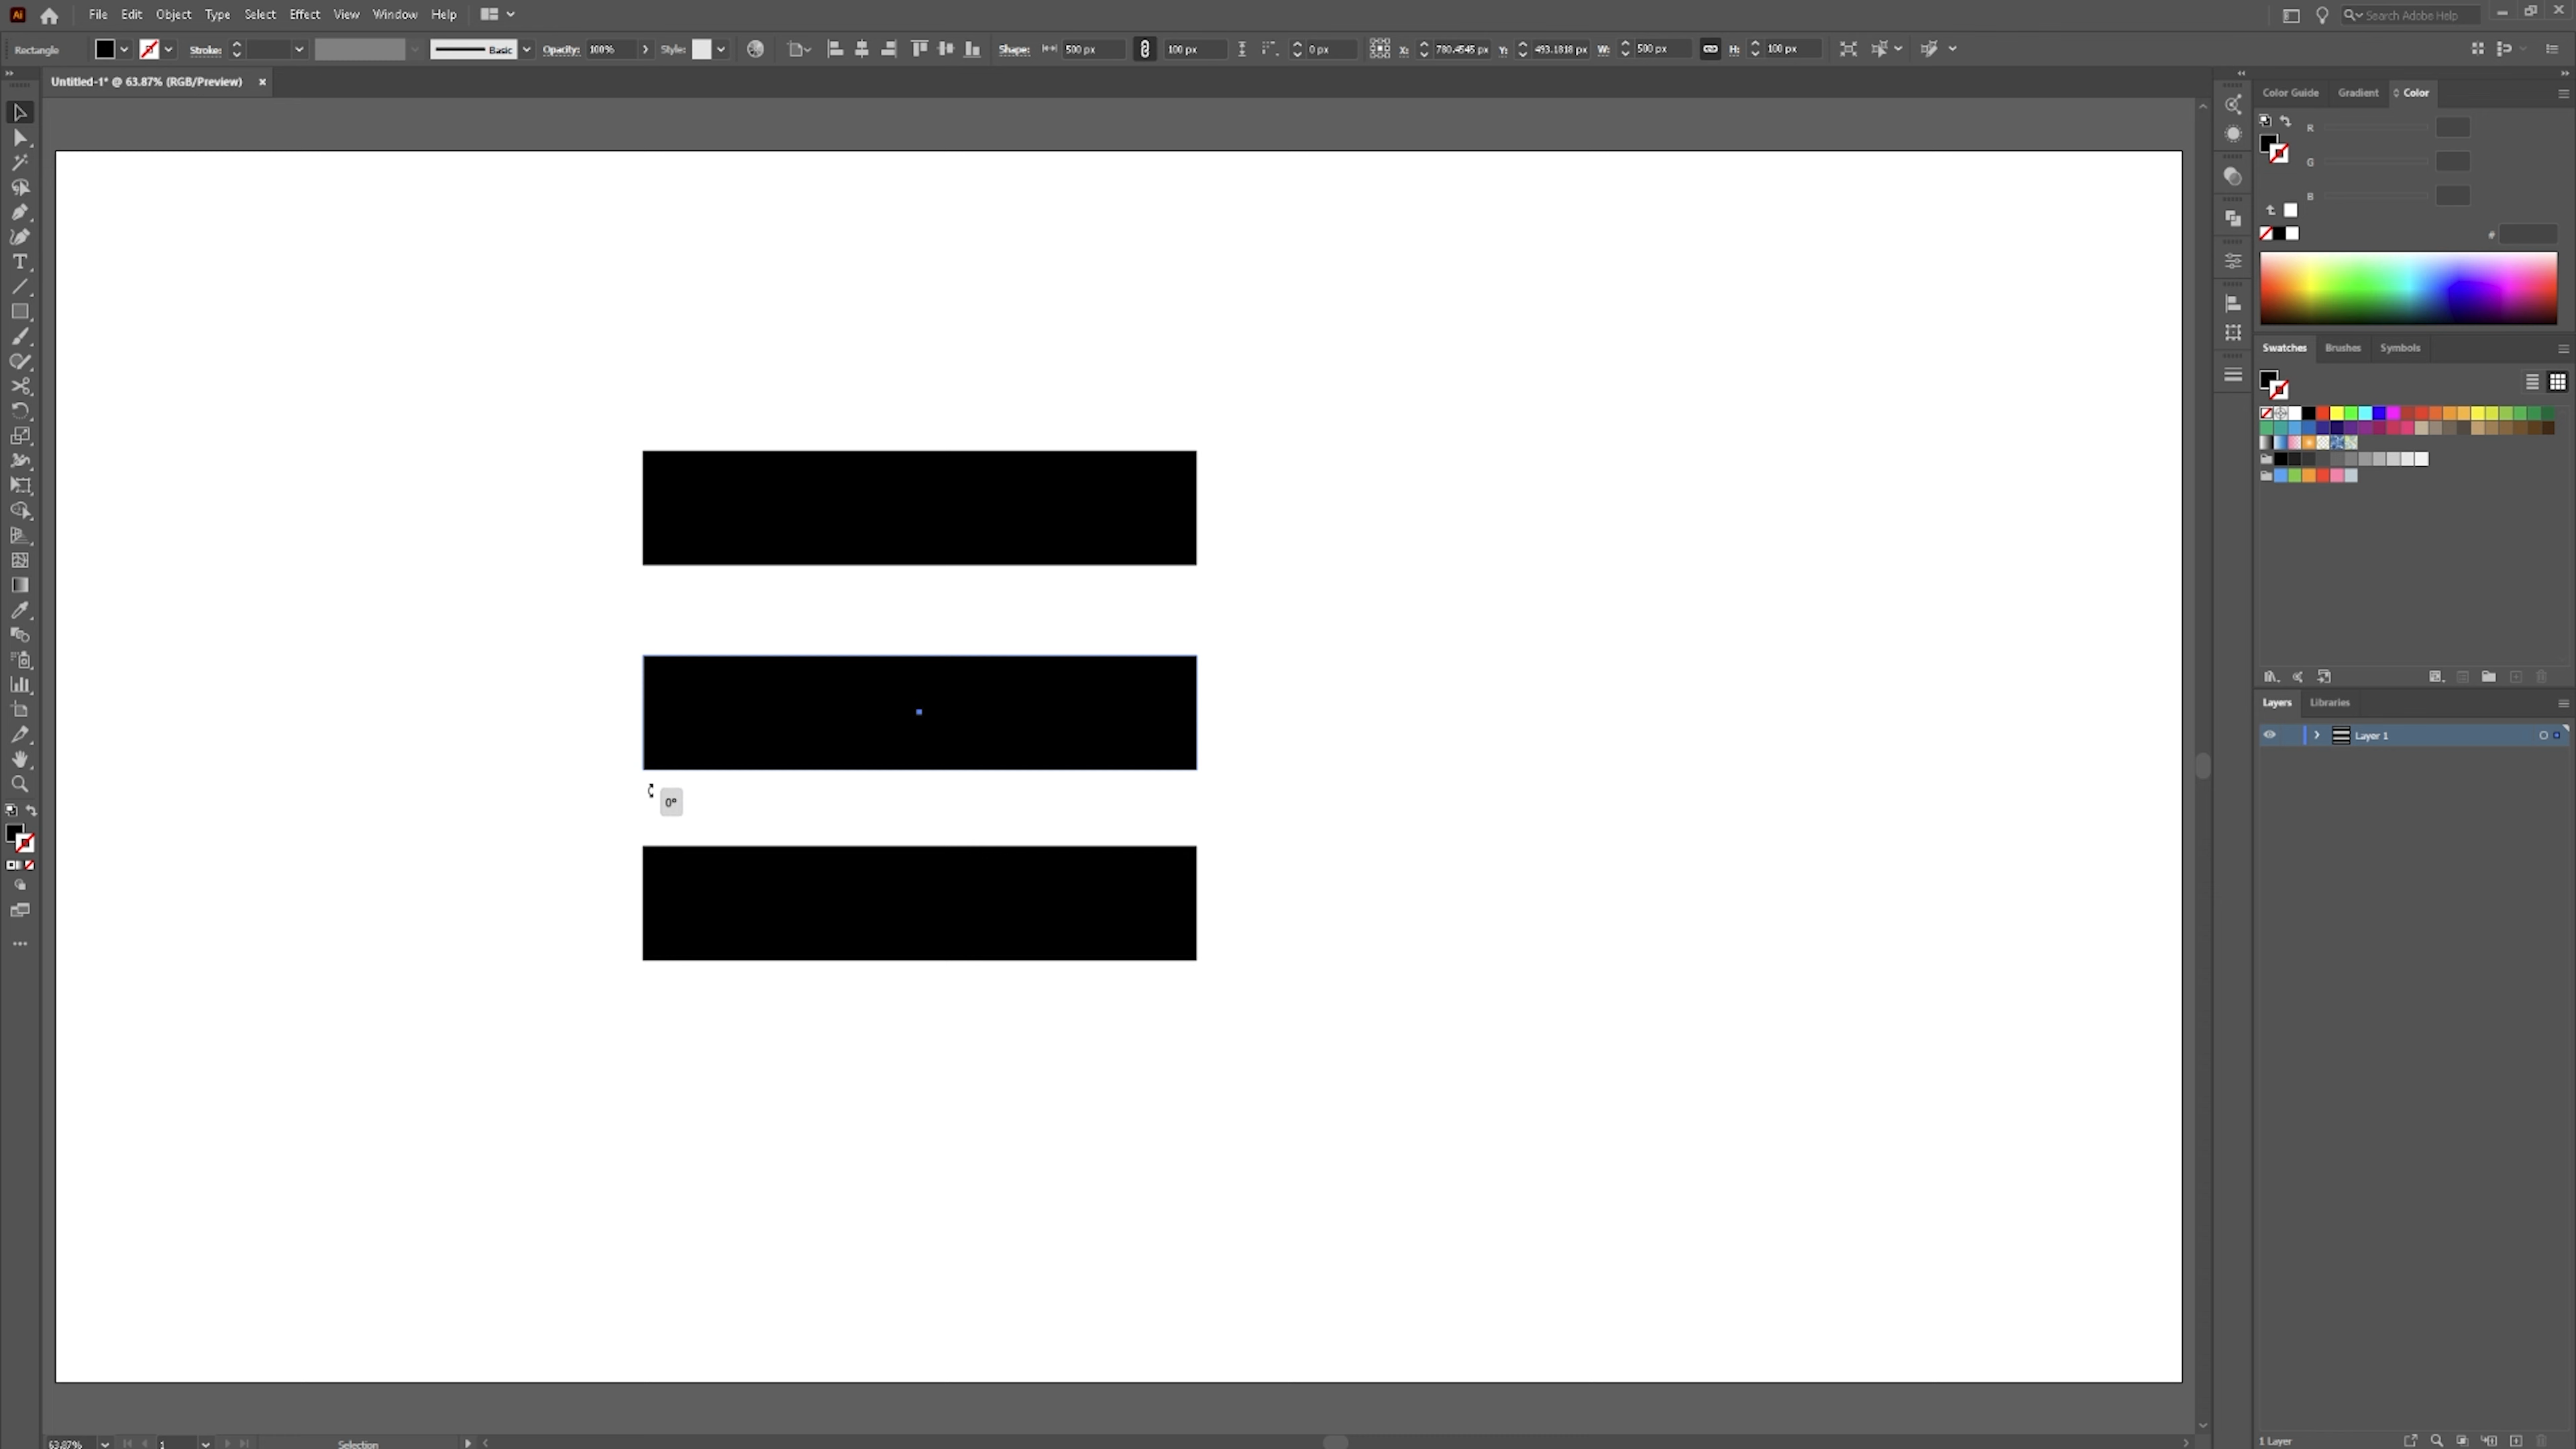 Ai File Edit Object Type Select Effect View Window Help Search Adobe Help
Rectangle Stroke: Basic Opacity: 100% Style: Shape: 500 px 100 px 0 px X: 780.4545 px Y: 493.1818 px W: 500 px H: 100 px
Untitled-1* @ 63.87% (RGB/Preview) ×
Color Guide Gradient Color
R
G
B
#
Swatches Brushes Symbols
Layers Libraries
Layer 1
0°
63.87% 1 Selection
1 Layer